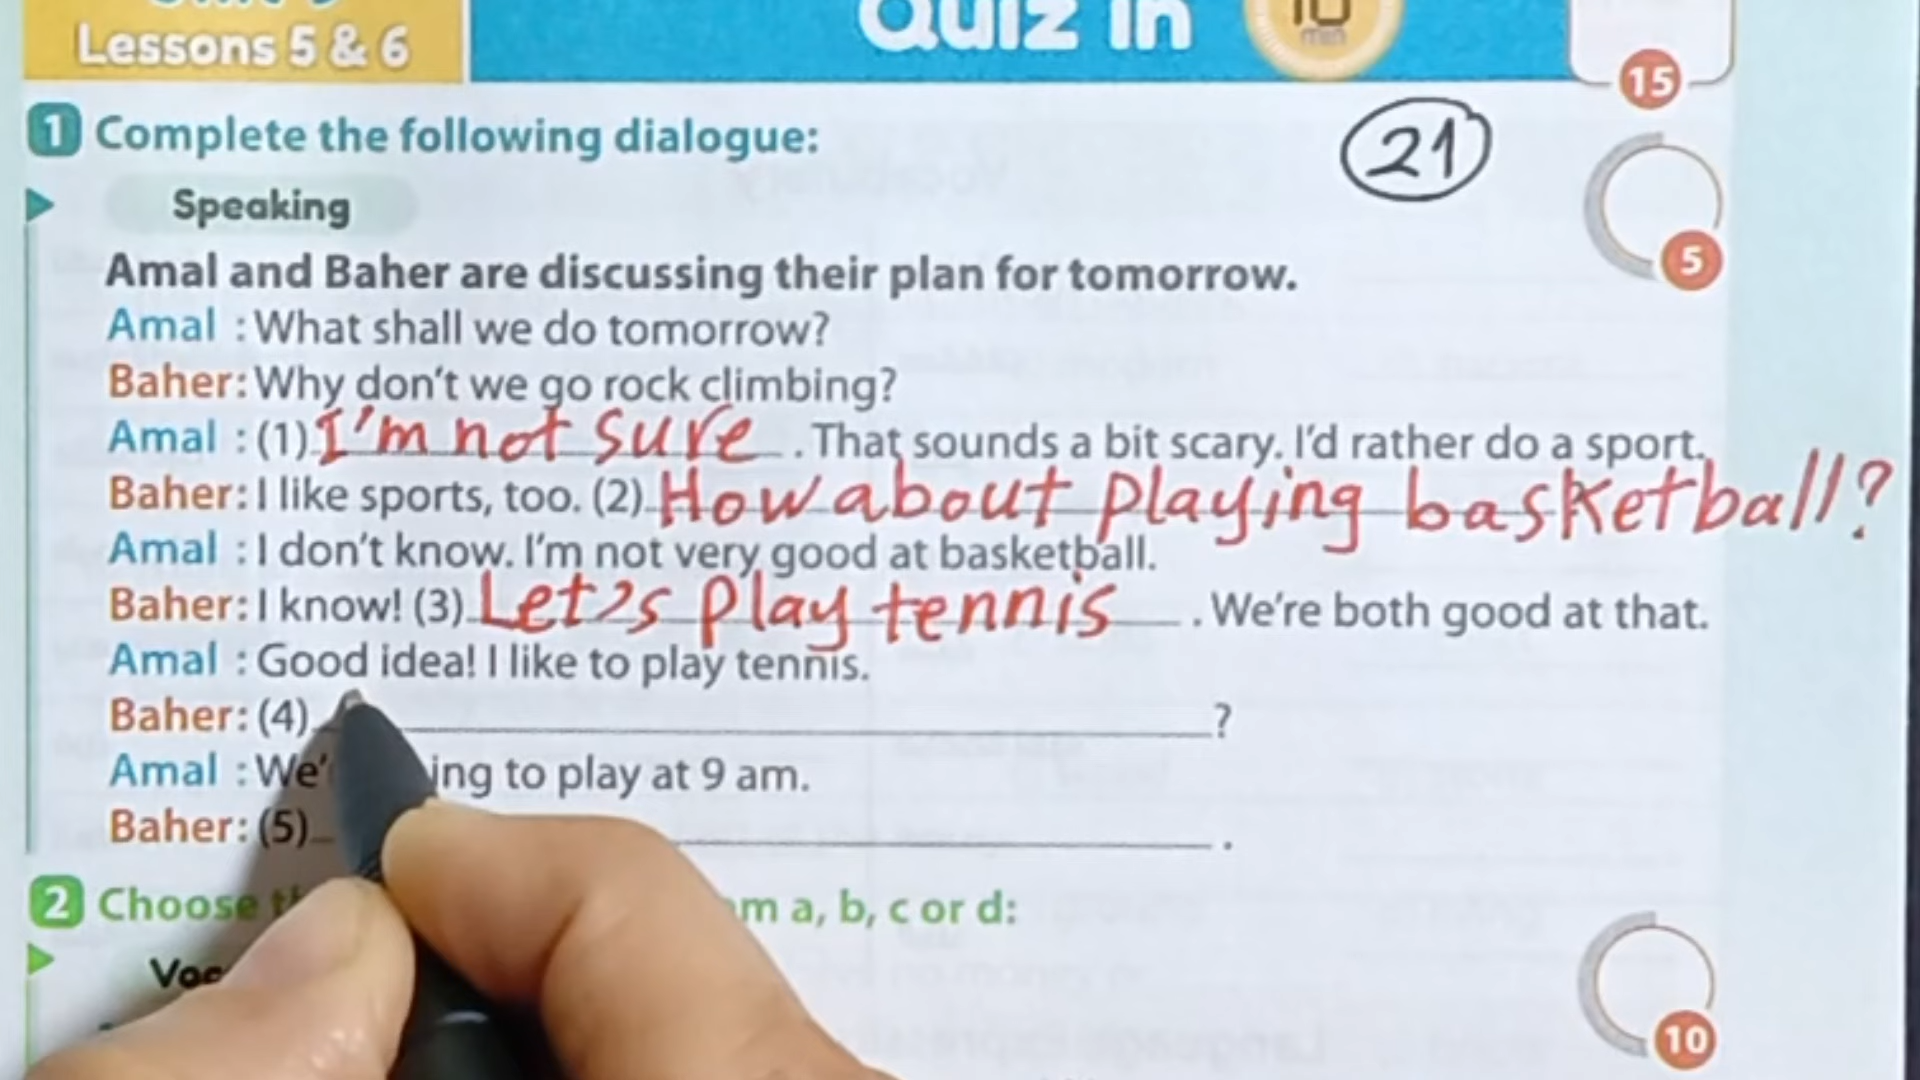 Lessons 5 & 6
Quiz in
10
min
15
1 Complete the following dialogue:
21
Speaking
5
Amal and Baher are discussing their plan for tomorrow.
Amal : What shall we do tomorrow?
Baher: Why don't we go rock climbing?
Amal : (1) I'm not sure. That sounds a bit scary. I'd rather do a sport.
Baher: I like sports, too. (2) How about playing basketball?
Amal : I don't know. I'm not very good at basketball.
Baher: I know! (3) Let's play tennis. We're both good at that.
Amal : Good idea! I like to play tennis.
Baher: (4) ?
Amal : We' ing to play at 9 am.
Baher: (5) .
2 Choose a, b, c or d:
10